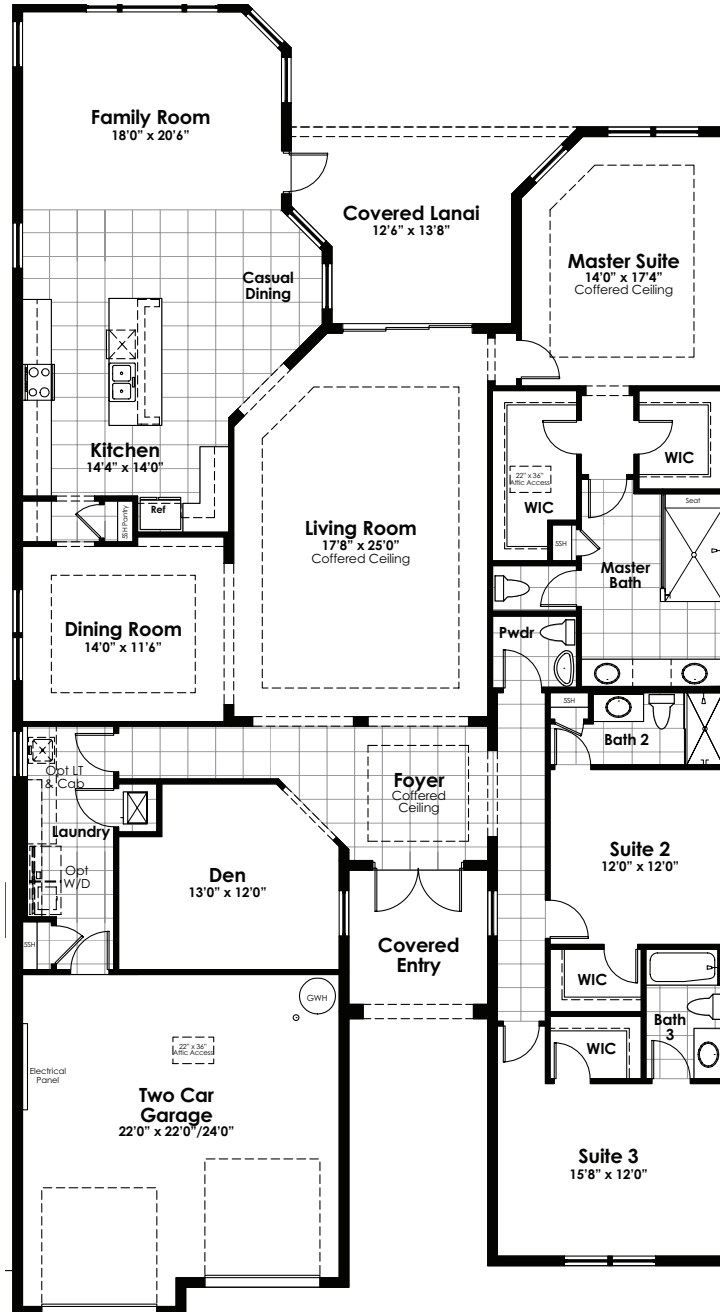 Family Room
18'0" x 20'6"
Covered Lanai
12'6" x 13'8"
Master Suite
14'0" x 17'4"
Coffered Ceiling
Casual
Dining
Kitchen
14'4" x 14'0"
Ref
5SH Pantry
22" x 36"
Attic Access
WIC
WIC
Seat
5SH
Living Room
17'8" x 25'0"
Coffered Ceiling
Master
Bath
Dining Room
14'0" x 11'6"
Pwdr
5SH
Bath 2
Opt LT
& Cab
Foyer
Coffered
Ceiling
Laundry
Den
13'0" x 12'0"
Suite 2
12'0" x 12'0"
Opt
W/D
5SH
Covered
Entry
WIC
GWH
Bath
3
22" x 36"
Attic Access
WIC
Electrical
Panel
Two Car
Garage
22'0" x 22'0"/24'0"
Suite 3
15'8" x 12'0"